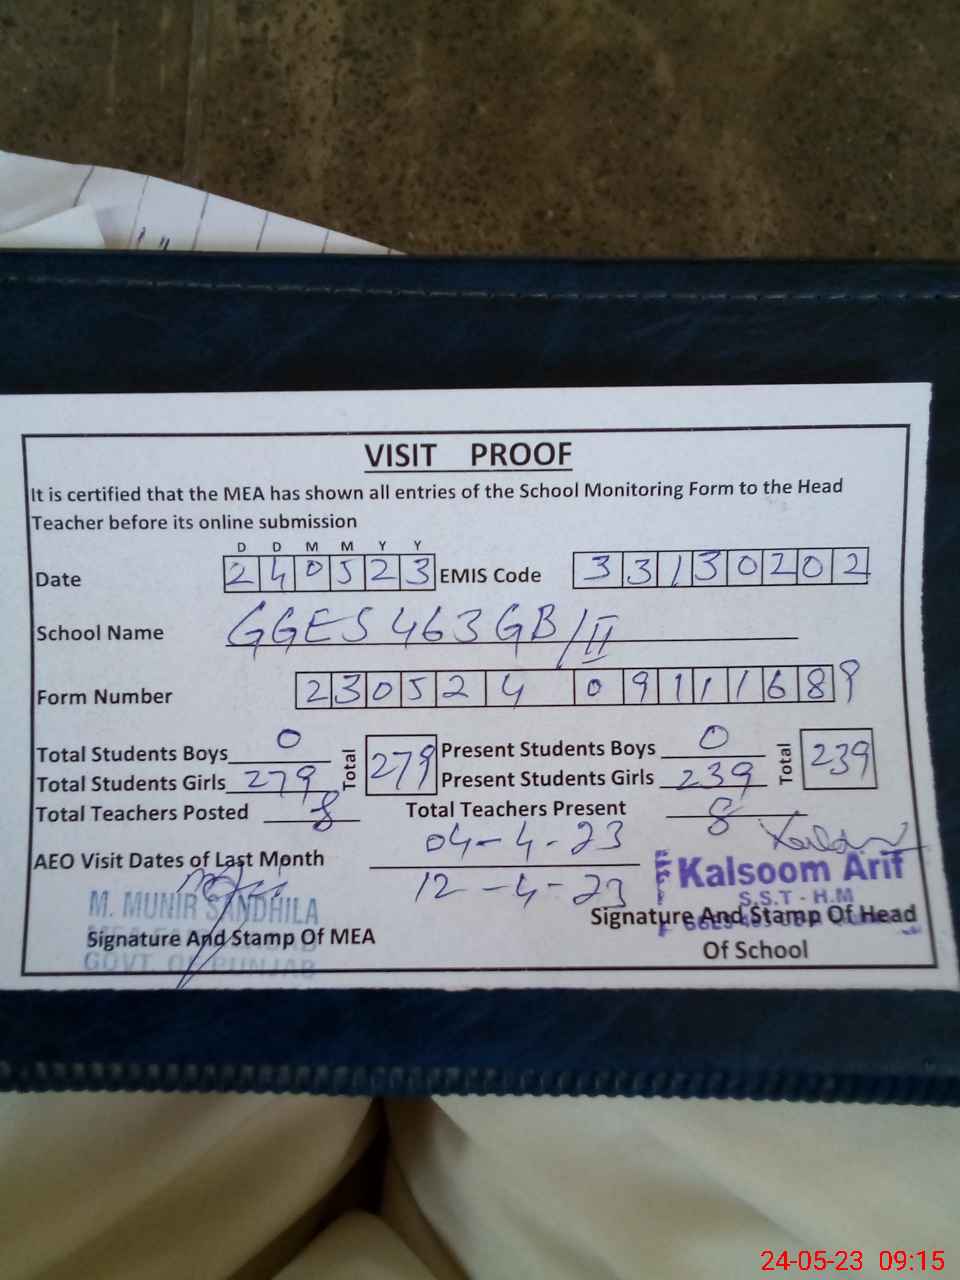 VISIT PROOF
It is certified that the MEA has shown all entries of the School Monitoring Form to the Head
Teacher before its online submission
D D M M Y Y
Date 240523 EMIS Code 33130202
School Name GGES 463 GB/II
Form Number 230524 09111689
Total Students Boys 0 Total 279 Present Students Boys 0 Total 239
Total Students Girls 279 Present Students Girls 239
Total Teachers Posted 8 Total Teachers Present 8
AEO Visit Dates of Last Month 04-4-23
12-4-23
Kalsoom Arif
S.S.T - H.M
M. MUNIR SANDHILA
Signature And Stamp Of MEA
GOVT. OF PUNJAB
Signature And Stamp Of Head
Of School
24-05-23 09:15